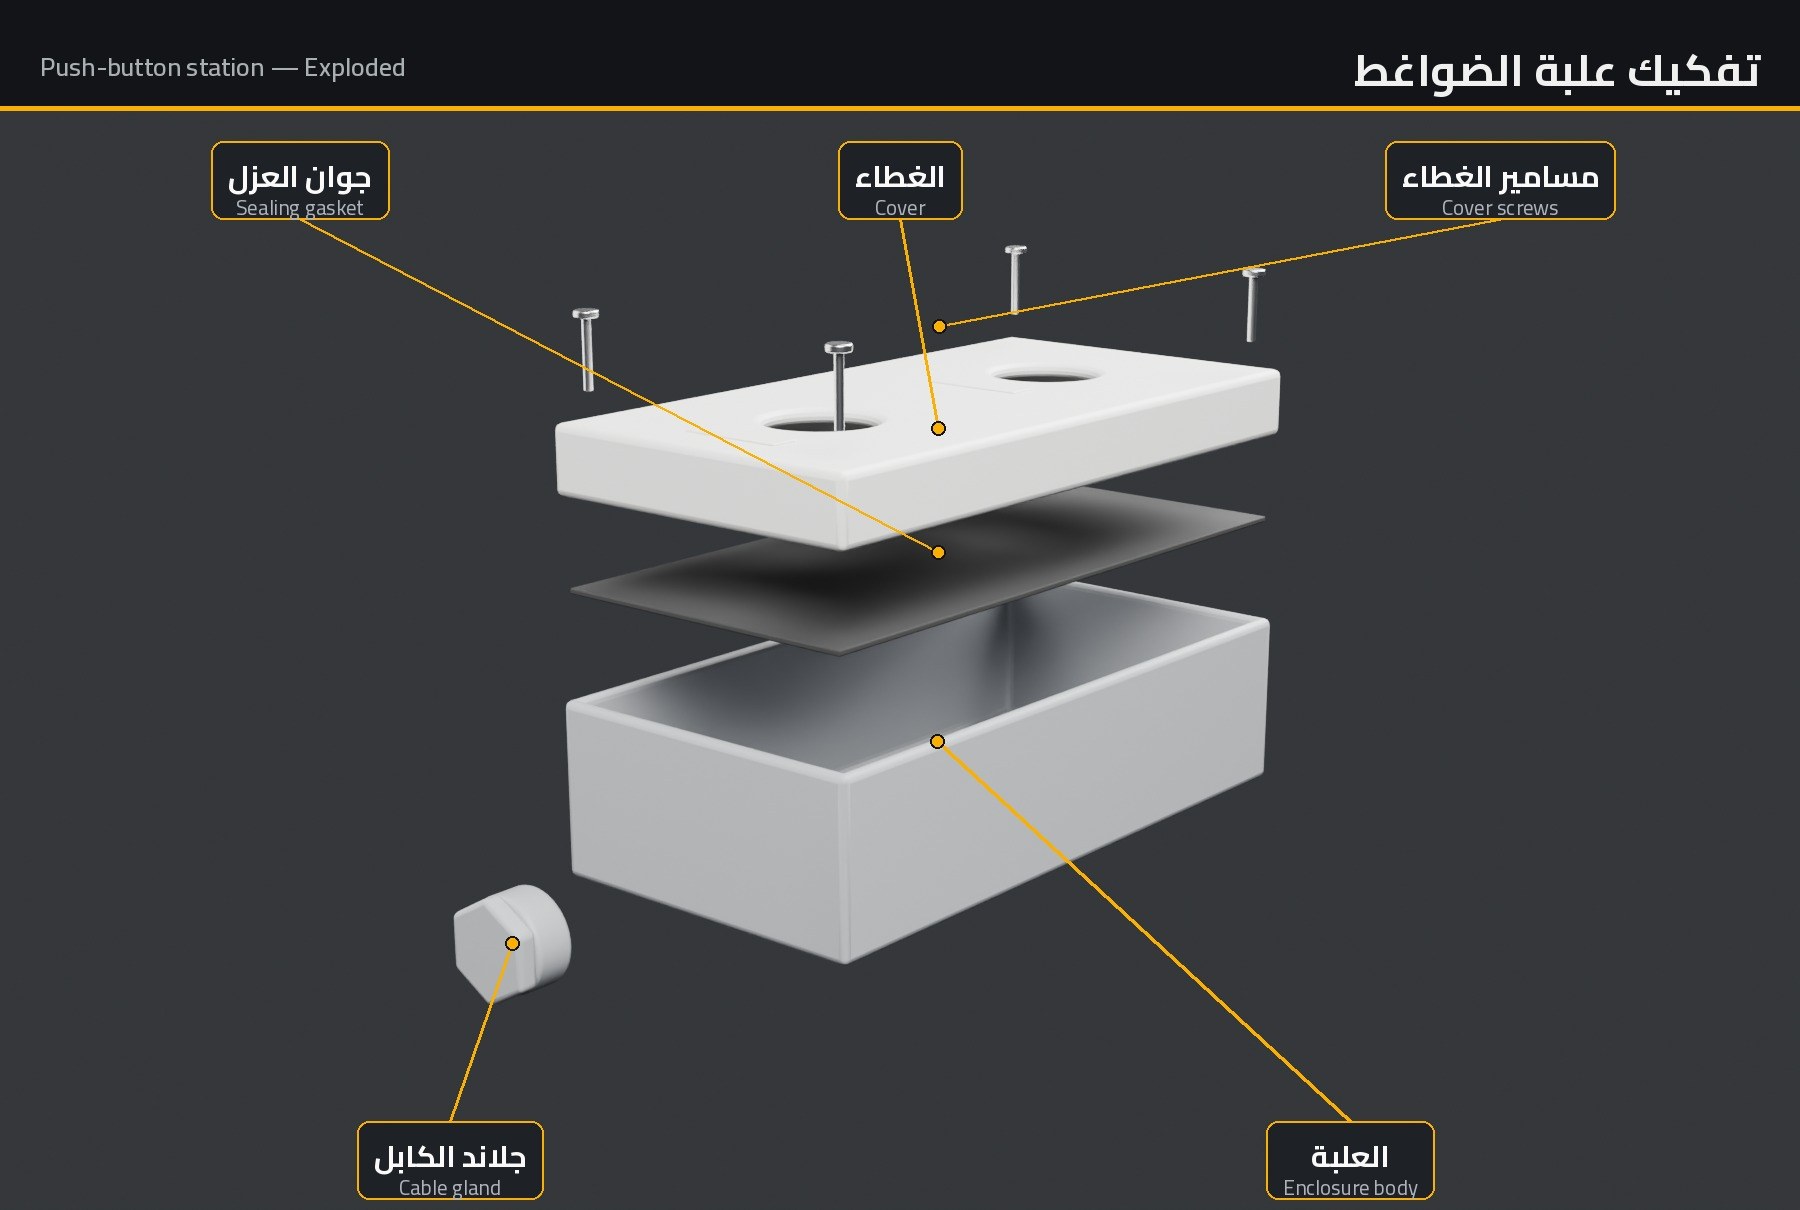 تفكيك علبة الضواغط
Push-button station — Exploded
مسامير الغطاء
Cover screws
الغطاء
Cover
جوان العزل
Sealing gasket
جلاند الكابل
Cable gland
العلبة
Enclosure body